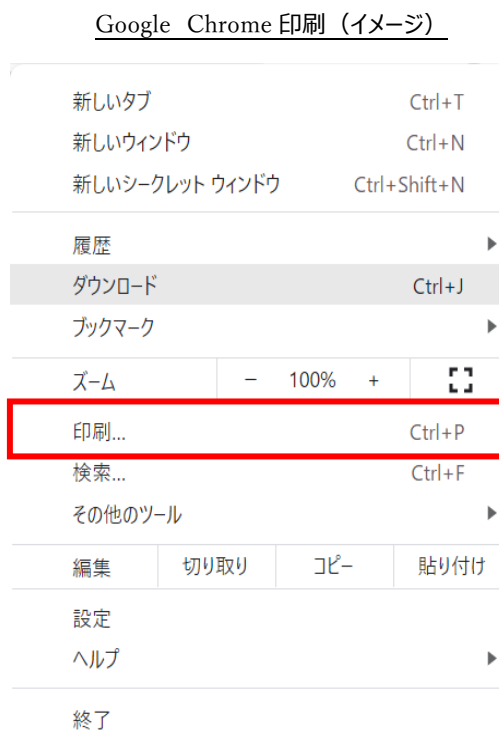 Google Chrome 印刷（イメージ）
新しいタブ Ctrl+T
新しいウィンドウ Ctrl+N
新しいシークレット ウィンドウ Ctrl+Shift+N
履歴
ダウンロード Ctrl+J
ブックマーク
ズーム − 100% +
印刷... Ctrl+P
検索... Ctrl+F
その他のツール
編集 切り取り コピー 貼り付け
設定
ヘルプ
終了